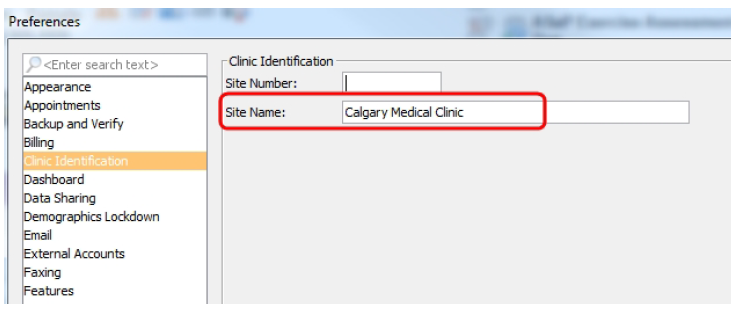 Preferences
<Enter search text>
Appearance
Appointments
Backup and Verify
Billing
Clinic Identification
Dashboard
Data Sharing
Demographics Lockdown
Email
External Accounts
Faxing
Features
Clinic Identification
Site Number:
Site Name: Calgary Medical Clinic